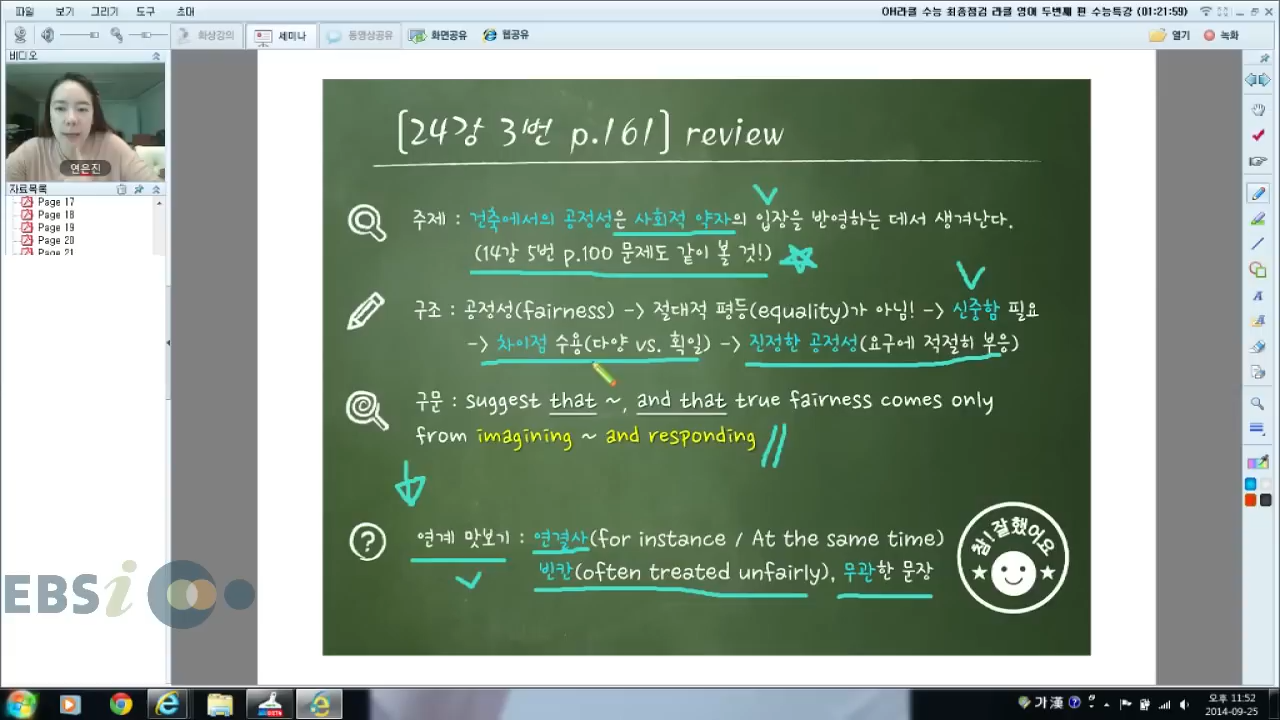 파일 보기 그리기 도구 초대
OH라클 수능 최종점검 라클 영어 두번째 편 수능특강 (01:21:59)
화상강의 세미나 동영상공유 화면공유 웹공유 열기 녹화
비디오
연은진
자료목록
Page 17
Page 18
Page 19
Page 20
Page 21
[24강 3번 p.161] review
주제 : 건축에서의 공정성은 사회적 약자의 입장을 반영하는 데서 생겨난다.
(14강 5번 p.100 문제도 같이 볼 것!)
구조 : 공정성(fairness) -> 절대적 평등(equality)가 아님! -> 신중함 필요
-> 차이점 수용(다양 vs. 획일) -> 진정한 공정성(요구에 적절히 부응)
구문 : suggest that ~, and that true fairness comes only
from imagining ~ and responding
연계 맛보기 : 연결사(for instance / At the same time)
빈칸(often treated unfairly), 무관한 문장
참! 잘했어요
EBSi
가 漢
오후 11:52
2014-09-25